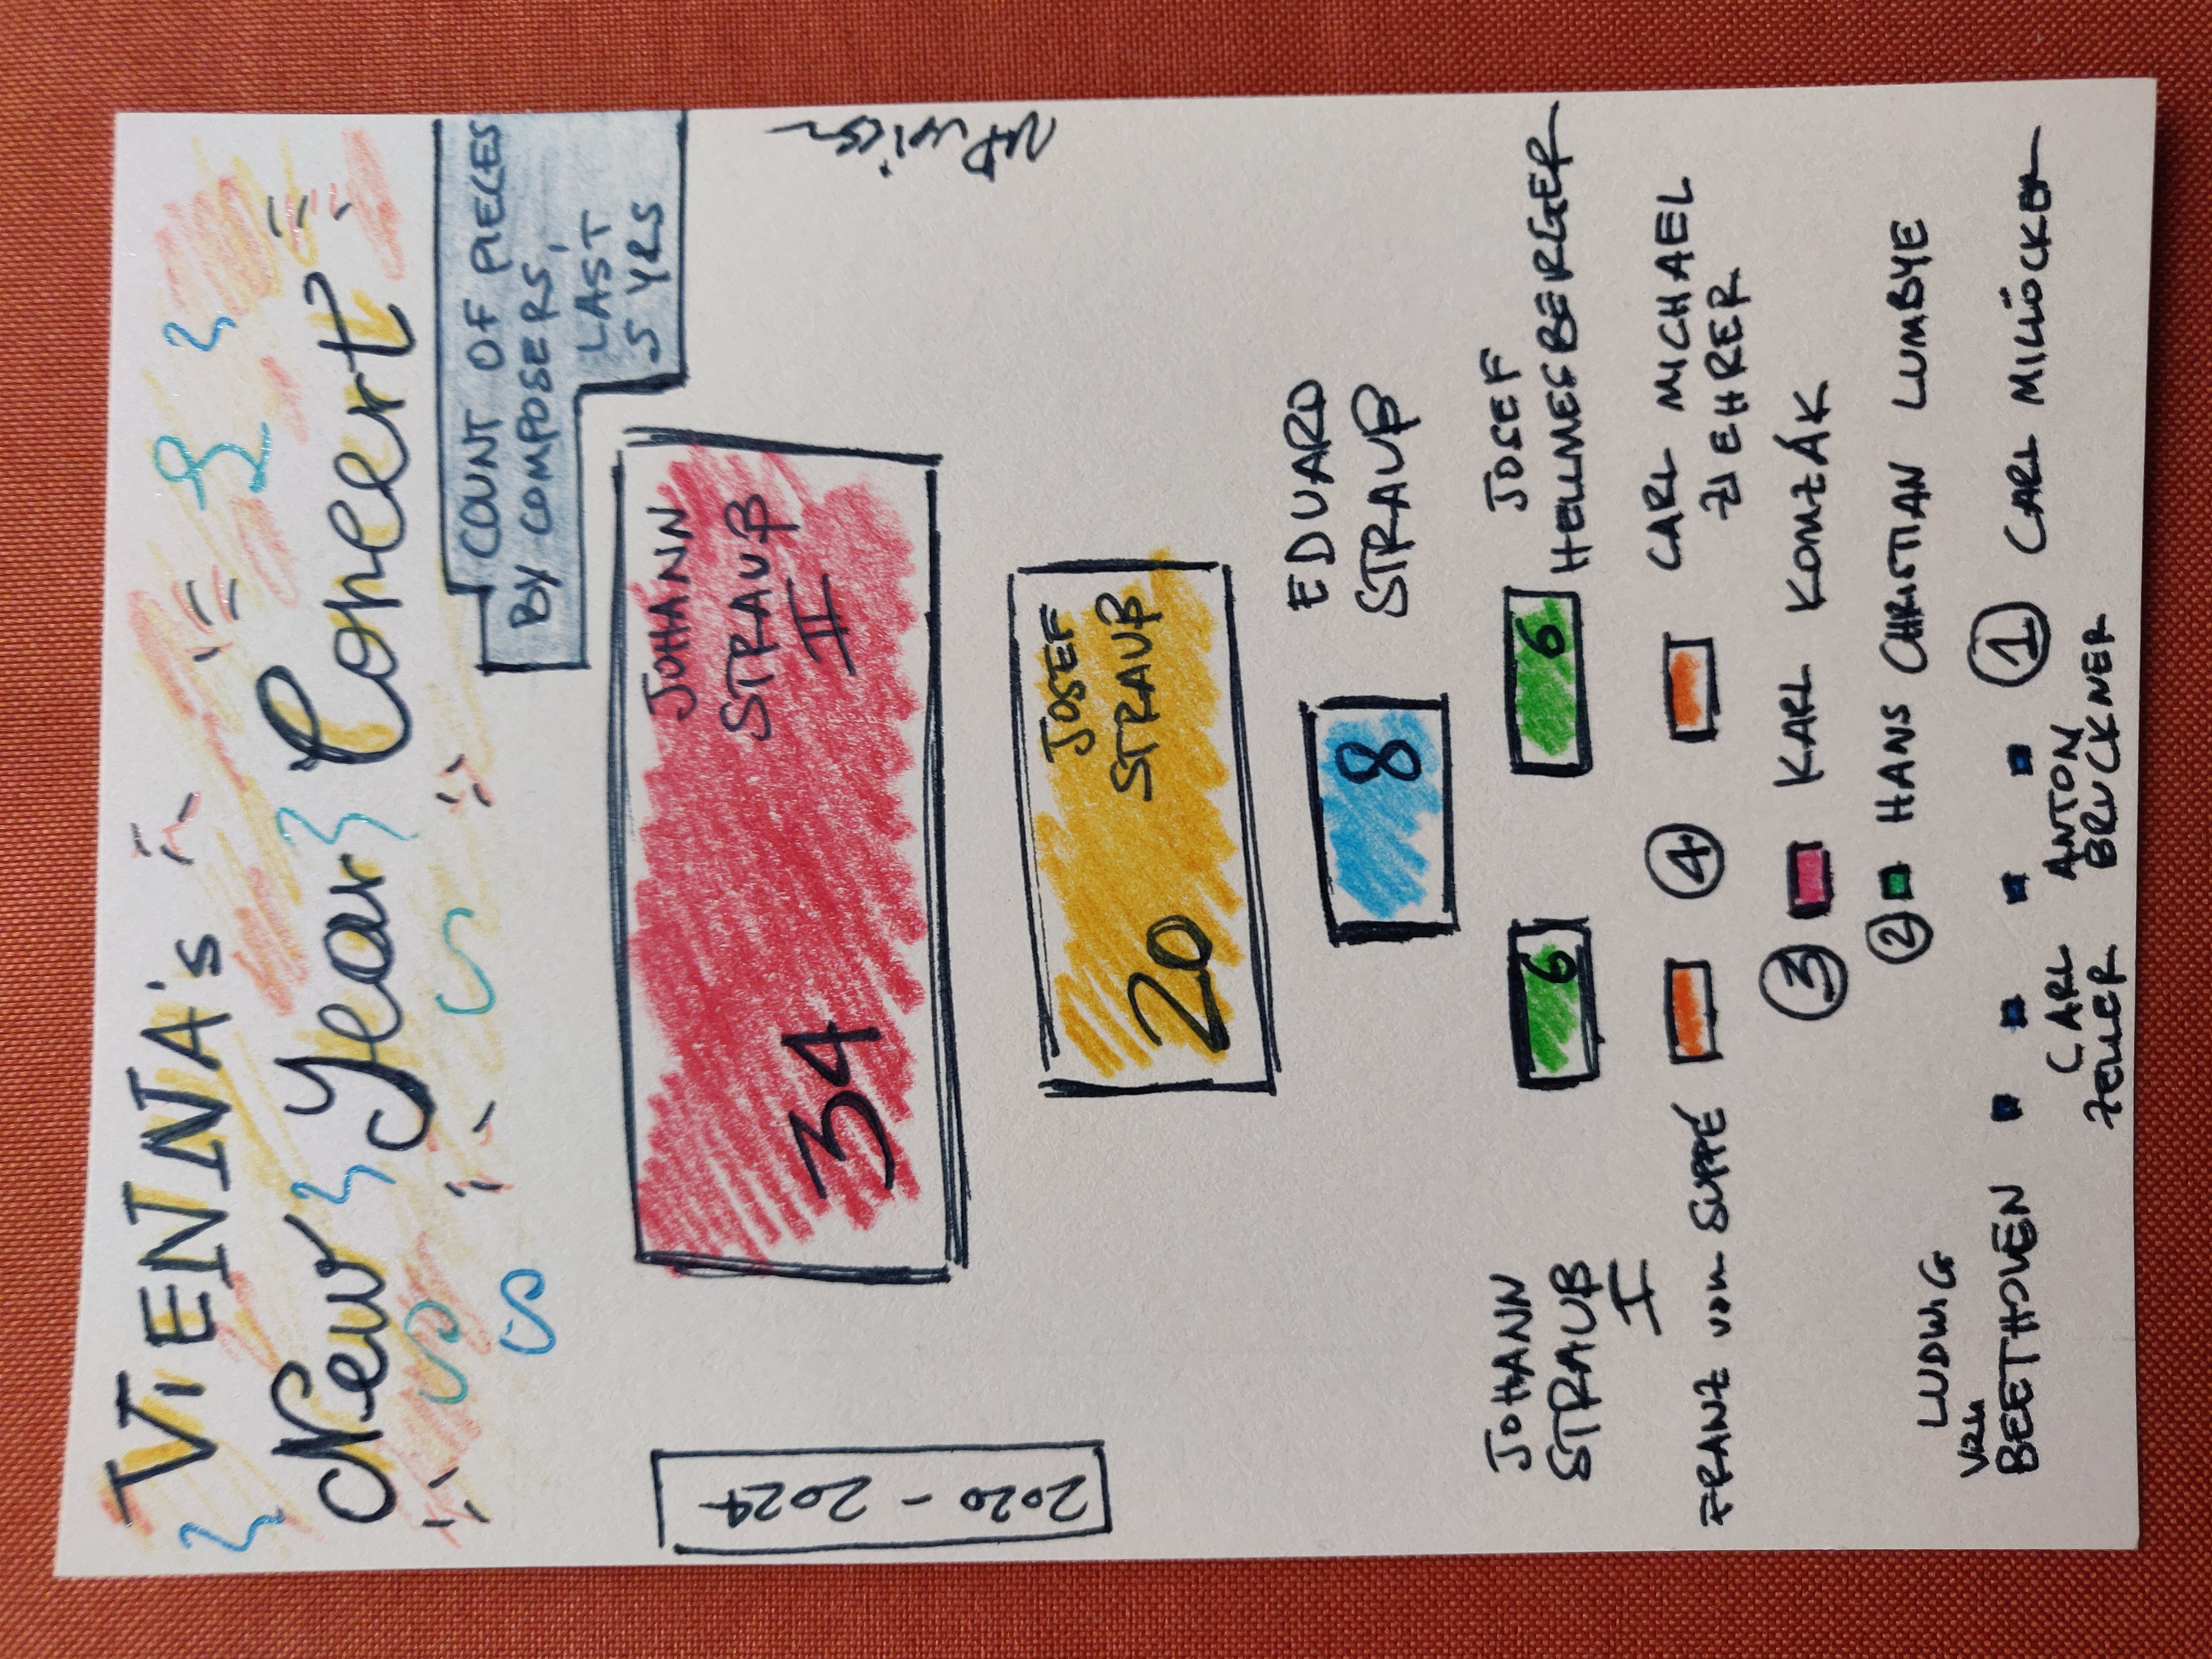 VIENNA's
New Year Concert
COUNT OF PIECES
BY COMPOSERS,
LAST
5 YRS
2020 - 2024
JOHANN
STRAUß
II
34
JOSEF
STRAUß
20
EDUARD
STRAUß
8
JOHANN
STRAUß
I
6
6
JOSEF
HELLMESBERGER
FRANZ von SUPPÉ
4
CARL MICHAEL
ZIEHRER
3
KARL KOMZÁK
2
HANS CHRISTIAN LUMBYE
LUDWIG
van
BEETHOVEN
CARL
ZELLER
ANTON
BRUCKNER
1
CARL MILLÖCKER